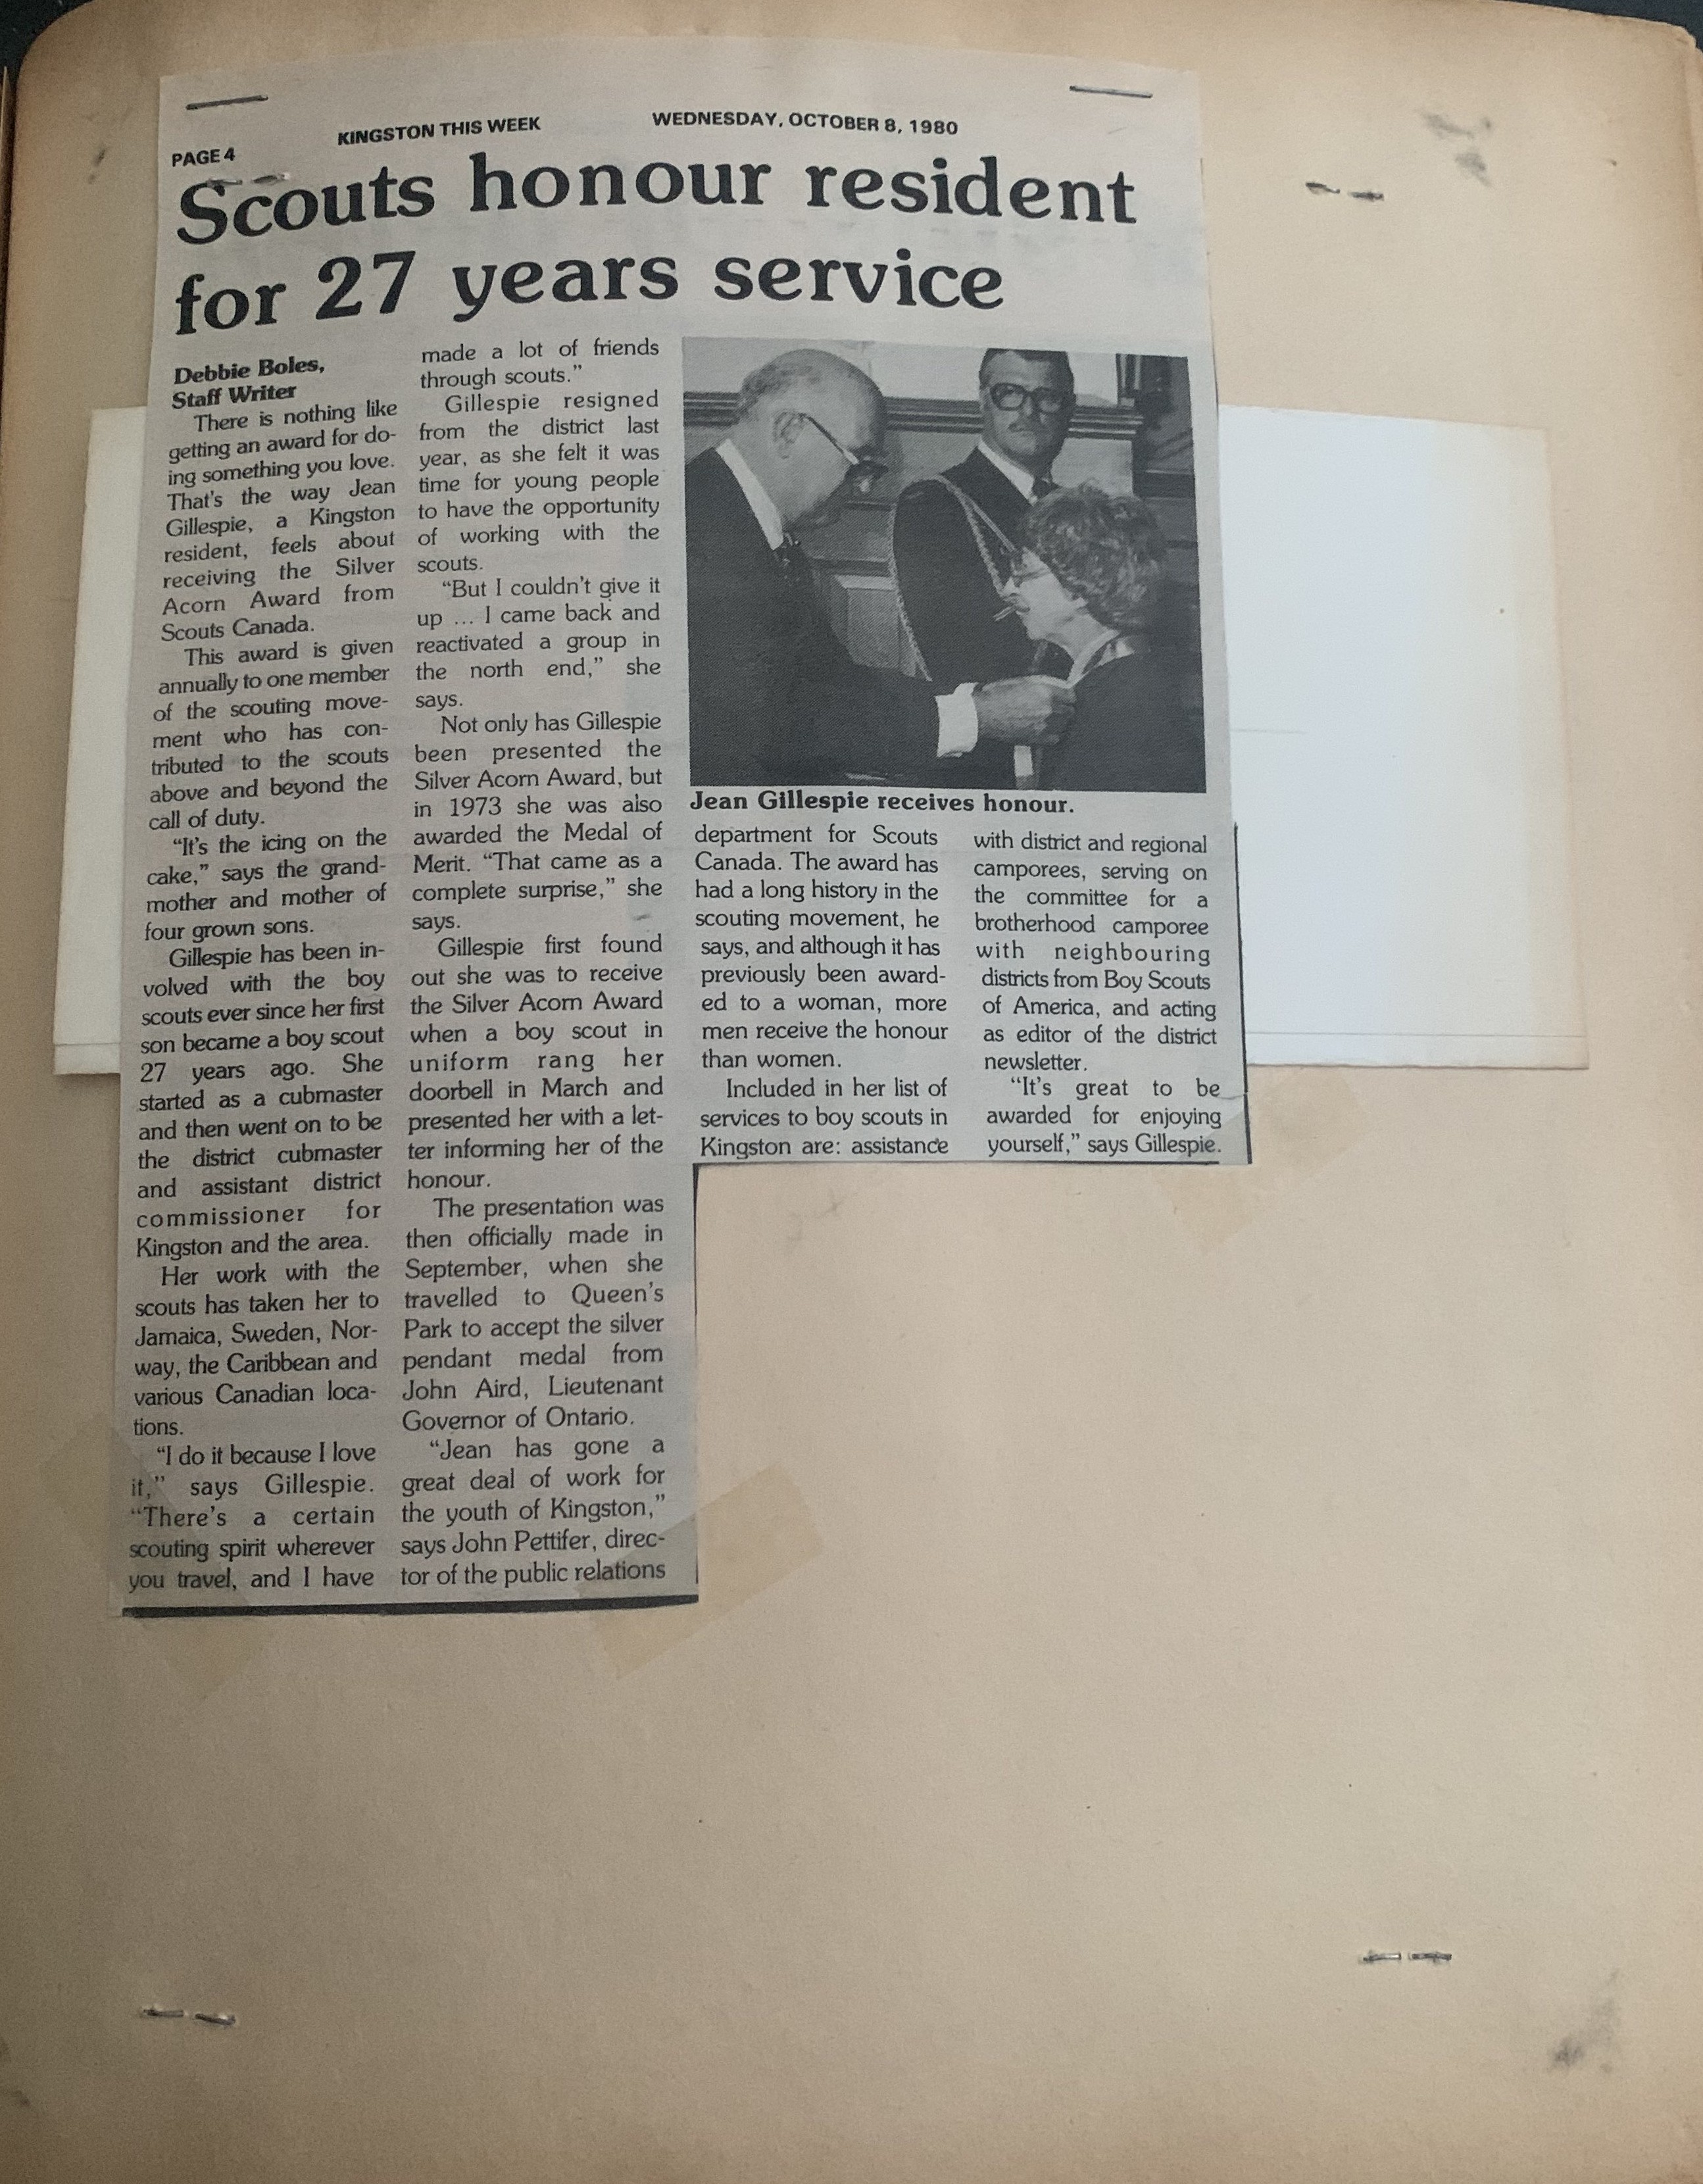 PAGE 4
KINGSTON THIS WEEK
WEDNESDAY, OCTOBER 8, 1980
Scouts honour resident
for 27 years service
Debbie Boles,
Staff Writer
There is nothing like
getting an award for do-
ing something you love.
That's the way Jean
Gillespie, a Kingston
resident, feels about
receiving the Silver
Acorn Award from
Scouts Canada.
This award is given
annually to one member
of the scouting move-
ment who has con-
tributed to the scouts
above and beyond the
call of duty.
“It's the icing on the
cake,” says the grand-
mother and mother of
four grown sons.
Gillespie has been in-
volved with the boy
scouts ever since her first
son became a boy scout
27 years ago. She
started as a cubmaster
and then went on to be
the district cubmaster
and assistant district
commissioner for
Kingston and the area.
Her work with the
scouts has taken her to
Jamaica, Sweden, Nor-
way, the Caribbean and
various Canadian loca-
tions.
“I do it because I love
it,” says Gillespie.
“There's a certain
scouting spirit wherever
you travel, and I have
made a lot of friends
through scouts.”
Gillespie resigned
from the district last
year, as she felt it was
time for young people
to have the opportunity
of working with the
scouts.
“But I couldn't give it
up ... I came back and
reactivated a group in
the north end,” she
says.
Not only has Gillespie
been presented the
Silver Acorn Award, but
in 1973 she was also
awarded the Medal of
Merit. “That came as a
complete surprise,” she
says.
Gillespie first found
out she was to receive
the Silver Acorn Award
when a boy scout in
uniform rang her
doorbell in March and
presented her with a let-
ter informing her of the
honour.
The presentation was
then officially made in
September, when she
travelled to Queen's
Park to accept the silver
pendant medal from
John Aird, Lieutenant
Governor of Ontario.
“Jean has gone a
great deal of work for
the youth of Kingston,”
says John Pettifer, direc-
tor of the public relations
Jean Gillespie receives honour.
department for Scouts
Canada. The award has
had a long history in the
scouting movement, he
says, and although it has
previously been award-
ed to a woman, more
men receive the honour
than women.
Included in her list of
services to boy scouts in
Kingston are: assistance
with district and regional
camporees, serving on
the committee for a
brotherhood camporee
with neighbouring
districts from Boy Scouts
of America, and acting
as editor of the district
newsletter.
“It's great to be
awarded for enjoying
yourself,” says Gillespie.